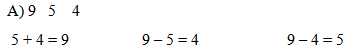 A) 9 5 4
5 + 4 = 9 9 − 5 = 4 9 − 4 = 5